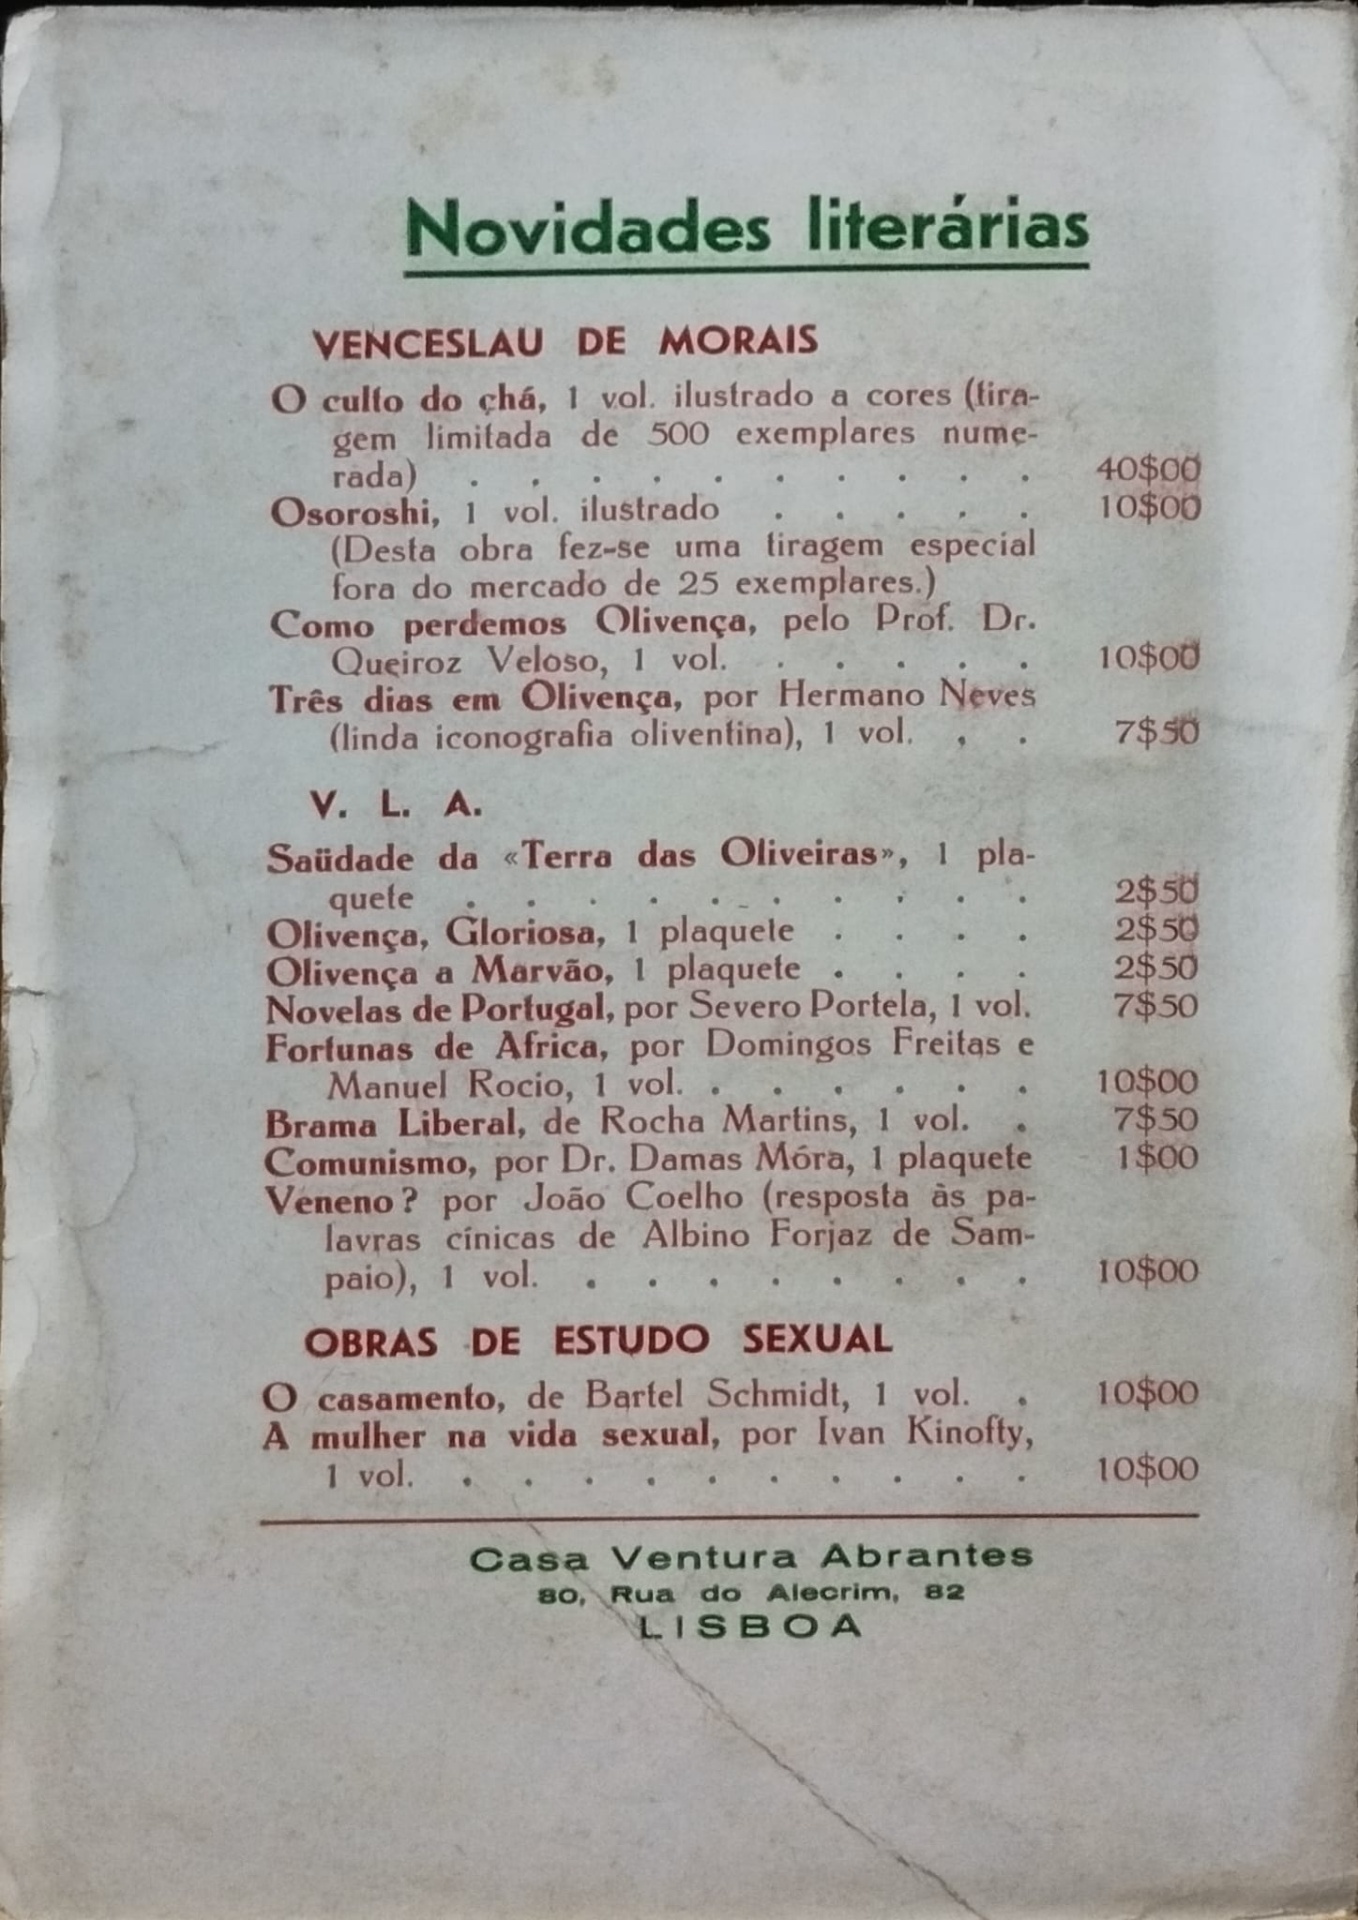 Novidades literárias
VENCESLAU DE MORAIS
O culto do chá, 1 vol. ilustrado a cores (tira-
gem limitada de 500 exemplares nume-
rada) . . . . . . . . . . 40$00
Osoroshi, 1 vol. ilustrado . . . . . 10$00
(Desta obra fez-se uma tiragem especial
fora do mercado de 25 exemplares.)
Como perdemos Olivença, pelo Prof. Dr.
Queiroz Veloso, 1 vol. . . . . . 10$00
Três dias em Olivença, por Hermano Neves
(linda iconografia oliventina), 1 vol. . . 7$50
V. L. A.
Saüdade da «Terra das Oliveiras», 1 pla-
quete . . . . . . . . . . 2$50
Olivença, Gloriosa, 1 plaquete . . . . 2$50
Olivença a Marvão, 1 plaquete . . . . 2$50
Novelas de Portugal, por Severo Portela, 1 vol. 7$50
Fortunas de Africa, por Domingos Freitas e
Manuel Rocio, 1 vol. . . . . . . 10$00
Brama Liberal, de Rocha Martins, 1 vol. . 7$50
Comunismo, por Dr. Damas Móra, 1 plaquete 1$00
Veneno? por João Coelho (resposta às pa-
lavras cínicas de Albino Forjaz de Sam-
paio), 1 vol. . . . . . . . . 10$00
OBRAS DE ESTUDO SEXUAL
O casamento, de Bartel Schmidt, 1 vol. . 10$00
A mulher na vida sexual, por Ivan Kinofty,
1 vol. . . . . . . . . . . 10$00
Casa Ventura Abrantes
80, Rua do Alecrim, 82
LISBOA